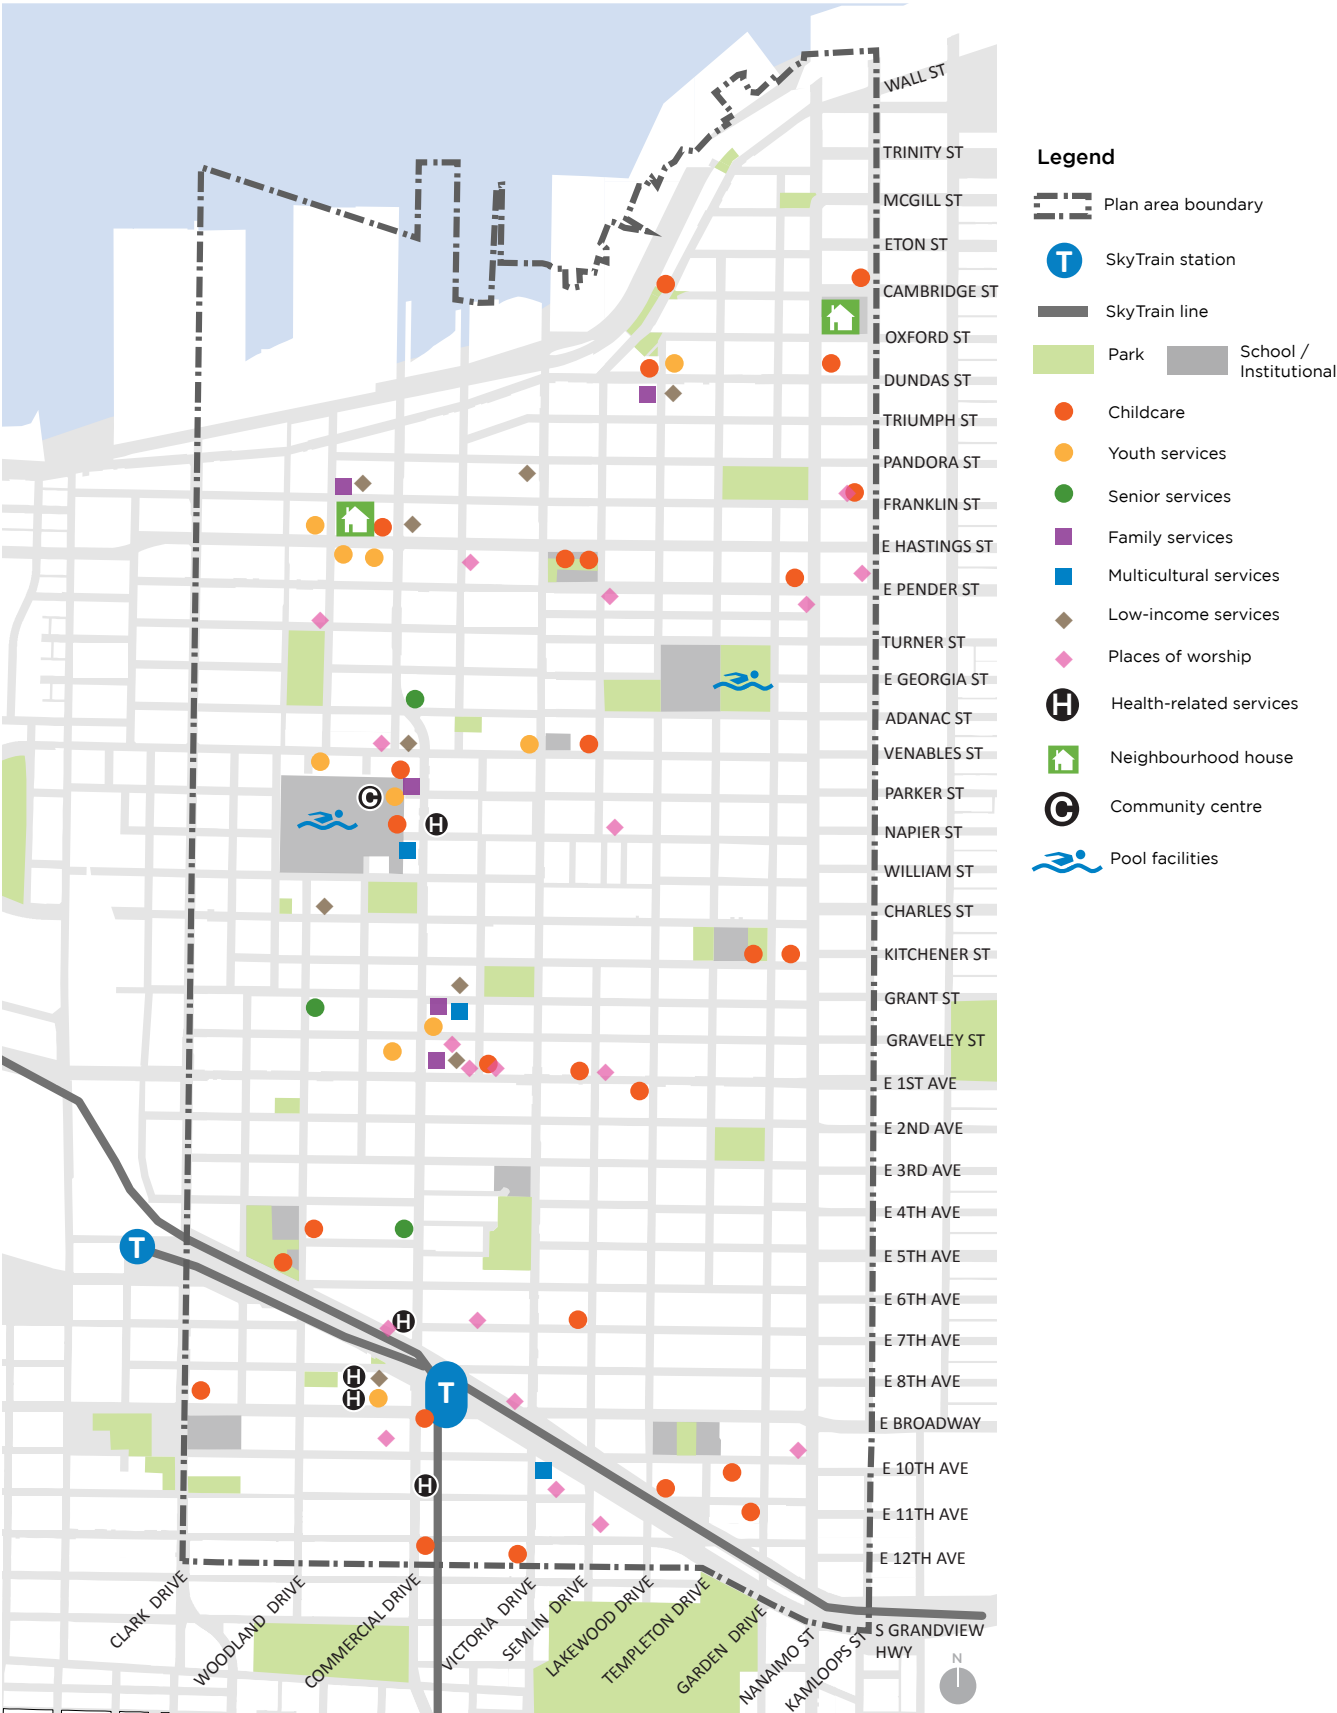 WALL ST
TRINITY ST
MCGILL ST
ETON ST
CAMBRIDGE ST
OXFORD ST
DUNDAS ST
TRIUMPH ST
PANDORA ST
FRANKLIN ST
E HASTINGS ST
E PENDER ST
TURNER ST
E GEORGIA ST
ADANAC ST
VENABLES ST
PARKER ST
NAPIER ST
WILLIAM ST
CHARLES ST
KITCHENER ST
GRANT ST
GRAVELEY ST
E 1ST AVE
E 2ND AVE
E 3RD AVE
E 4TH AVE
E 5TH AVE
E 6TH AVE
E 7TH AVE
E 8TH AVE
E BROADWAY
E 10TH AVE
E 11TH AVE
E 12TH AVE
S GRANDVIEW
HWY
CLARK DRIVE
WOODLAND DRIVE
COMMERCIAL DRIVE
VICTORIA DRIVE
SEMLIN DRIVE
LAKEWOOD DRIVE
TEMPLETON DRIVE
GARDEN DRIVE
NANAIMO ST
KAMLOOPS ST
N
C
H
T
H
H
H
T
H
Legend
Plan area boundary
T SkyTrain station
SkyTrain line
Park
School /
Institutional
Childcare
Youth services
Senior services
Family services
Multicultural services
Low-income services
Places of worship
H Health-related services
Neighbourhood house
C Community centre
Pool facilities